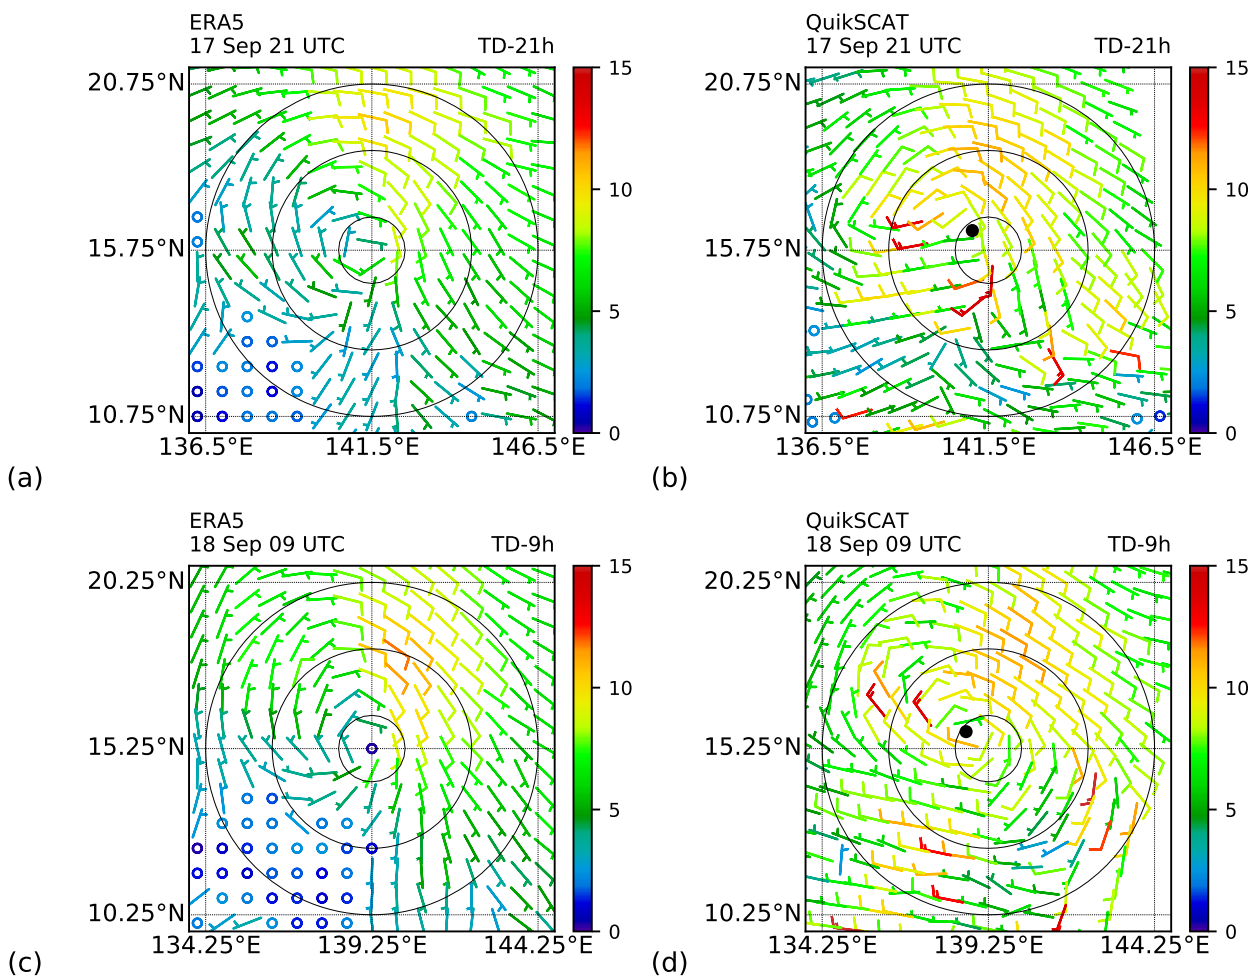 ERA5
17 Sep 21 UTC TD-21h
20.75°N
15.75°N
10.75°N
136.5°E 141.5°E 146.5°E
15
10
5
0
(a)
QuikSCAT
17 Sep 21 UTC TD-21h
20.75°N
15.75°N
10.75°N
136.5°E 141.5°E 146.5°E
15
10
5
0
(b)
ERA5
18 Sep 09 UTC TD-9h
20.25°N
15.25°N
10.25°N
134.25°E 139.25°E 144.25°E
15
10
5
0
(c)
QuikSCAT
18 Sep 09 UTC TD-9h
20.25°N
15.25°N
10.25°N
134.25°E 139.25°E 144.25°E
15
10
5
0
(d)